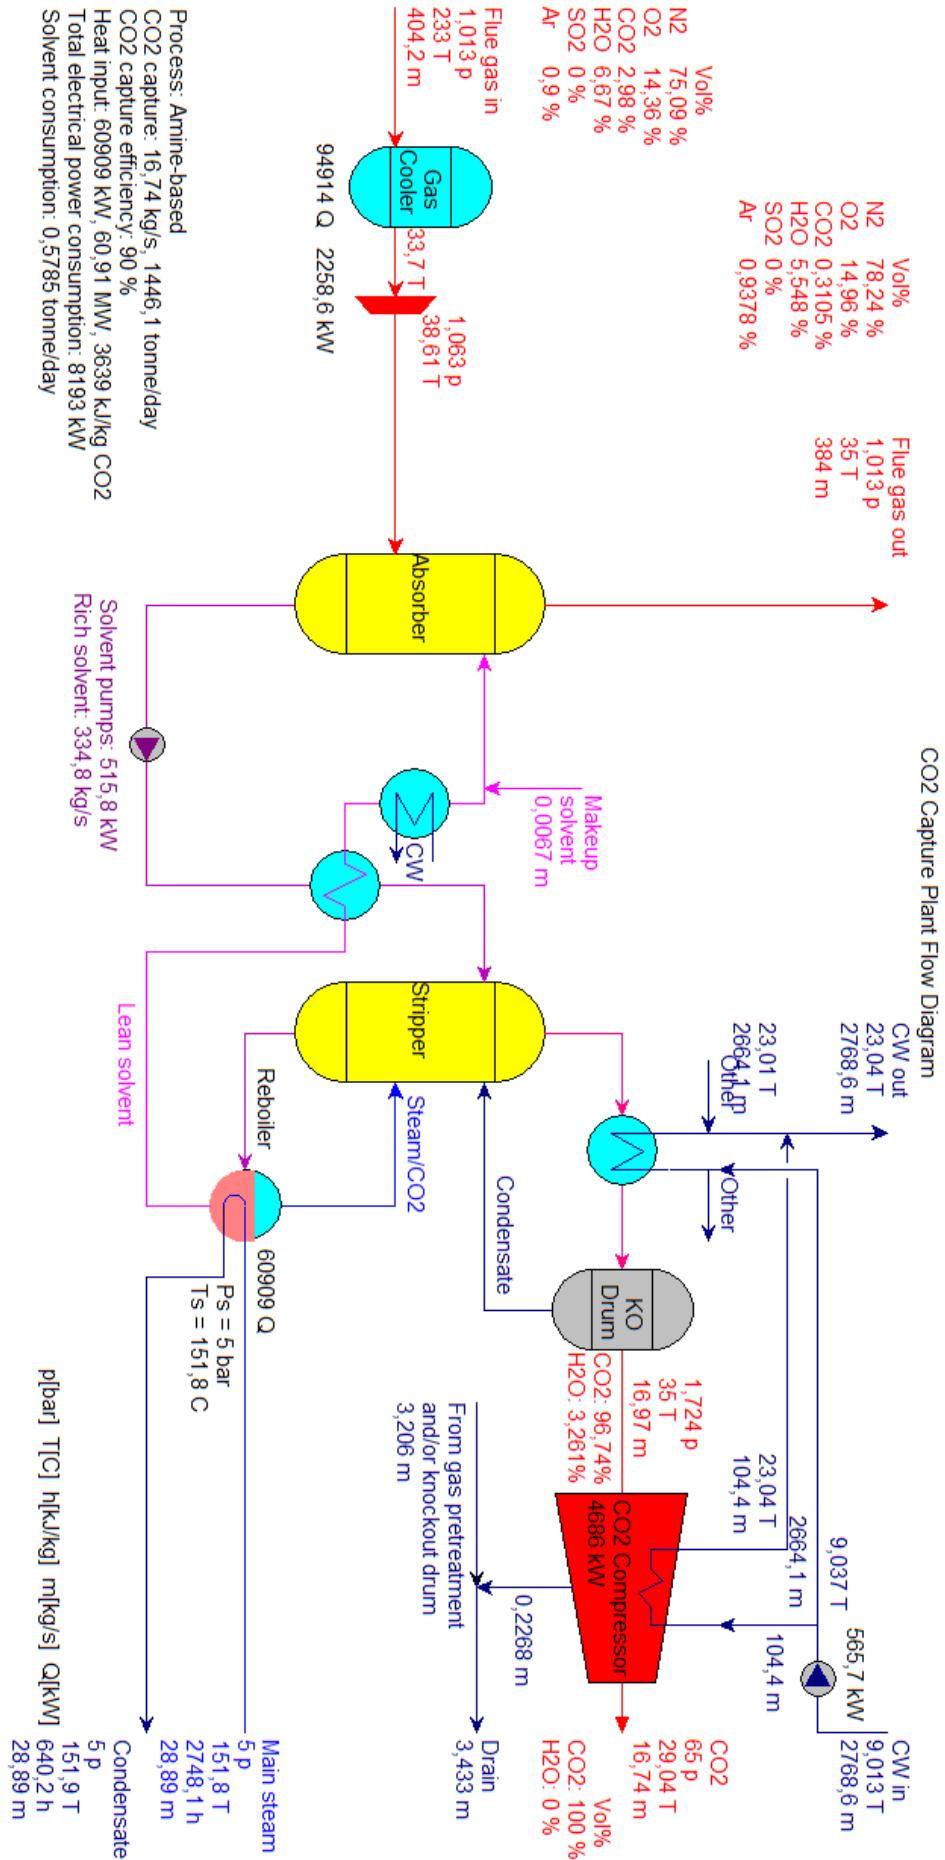 CO2 Capture Plant Flow Diagram
Vol%
N2 75,09 %
O2 14,36 %
CO2 2,98 %
H2O 6,67 %
SO2 0 %
Ar 0,9 %
Flue gas in
1,013 p
233 T
404,2 m
Gas
Cooler
94914 Q
33,7 T
2258,6 kW
1,063 p
38,61 T
Vol%
N2 78,24 %
O2 14,96 %
CO2 0,3105 %
H2O 5,548 %
SO2 0 %
Ar 0,9378 %
Flue gas out
1,013 p
35 T
384 m
Absorber
Solvent pumps: 515,8 kW
Rich solvent: 334,8 kg/s
Makeup
solvent
0,0067 m
CW
Lean solvent
Stripper
Reboiler
Steam/CO2
60909 Q
Ps = 5 bar
Ts = 151,8 C
CW out
23,04 T
2768,6 m
23,01 T
2664,1 m
Other
Other
Condensate
KO
Drum
1,724 p
35 T
16,97 m
CO2: 96,74%
H2O: 3,261%
From gas pretreatment
and/or knockout drum
3,206 m
CO2 Compressor
4686 kW
23,04 T
104,4 m
2664,1 m
9,037 T
104,4 m
565,7 kW
0,2268 m
CW in
9,013 T
2768,6 m
CO2
65 p
29,04 T
16,74 m
Vol%
CO2: 100 %
H2O: 0 %
Drain
3,433 m
Main steam
5 p
151,8 T
2748,1 h
28,89 m
Condensate
5 p
151,9 T
640,2 h
28,89 m
Process: Amine-based
CO2 capture: 16,74 kg/s, 1446,1 tonne/day
CO2 capture efficiency: 90 %
Heat input: 60909 kW, 60,91 MW, 3639 kJ/kg CO2
Total electrical power consumption: 8193 kW
Solvent consumption: 0,5785 tonne/day
p[bar] T[C] h[kJ/kg] m[kg/s] Q[kW]